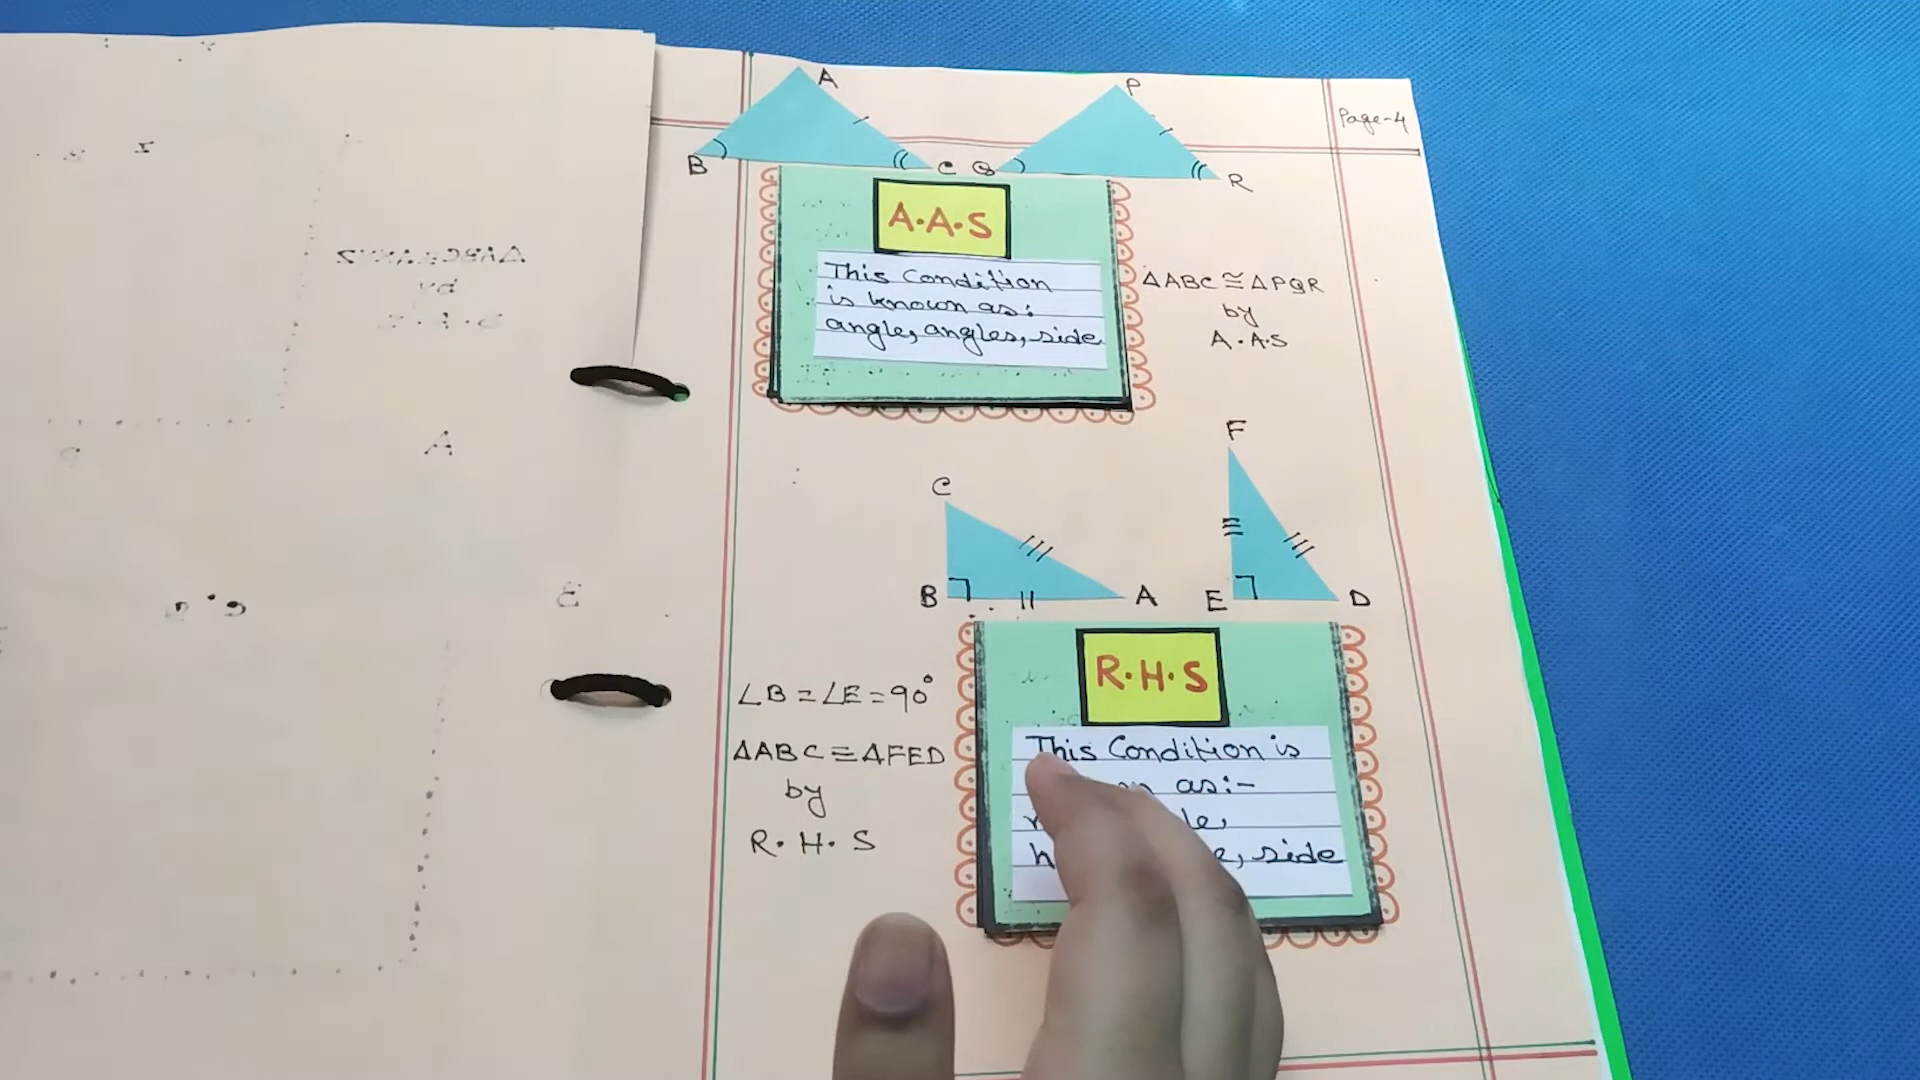 Page-4
A
P
B
C
Q
R
A.A.S
This Condition
is known as:
angle, angles, side
ΔABC ≅ ΔPQR
by
A.A.S
F
C
B
A
E
D
R.H.S
∠B = ∠E = 90°
ΔABC ≅ ΔFED
by
R.H.S
This Condition is
as:-
side
A